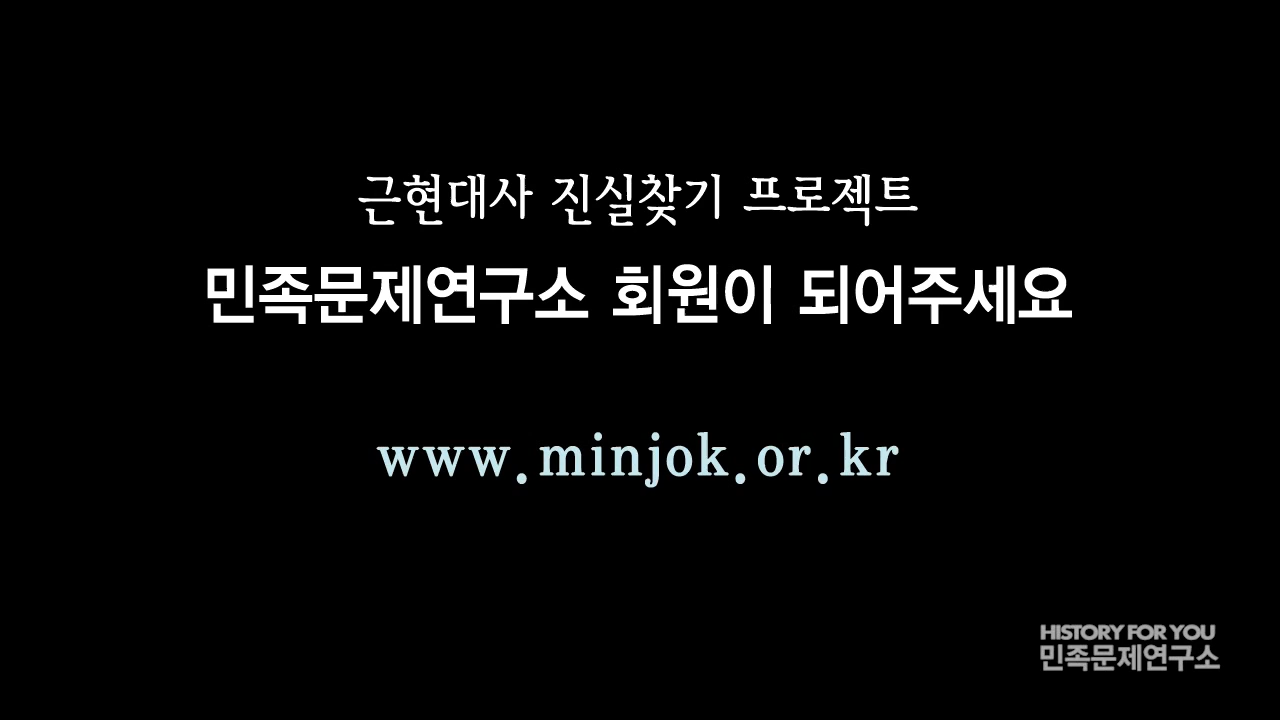 근현대사 진실찾기 프로젝트
민족문제연구소 회원이 되어주세요
www.minjok.or.kr
HISTORY FOR YOU
민족문제연구소